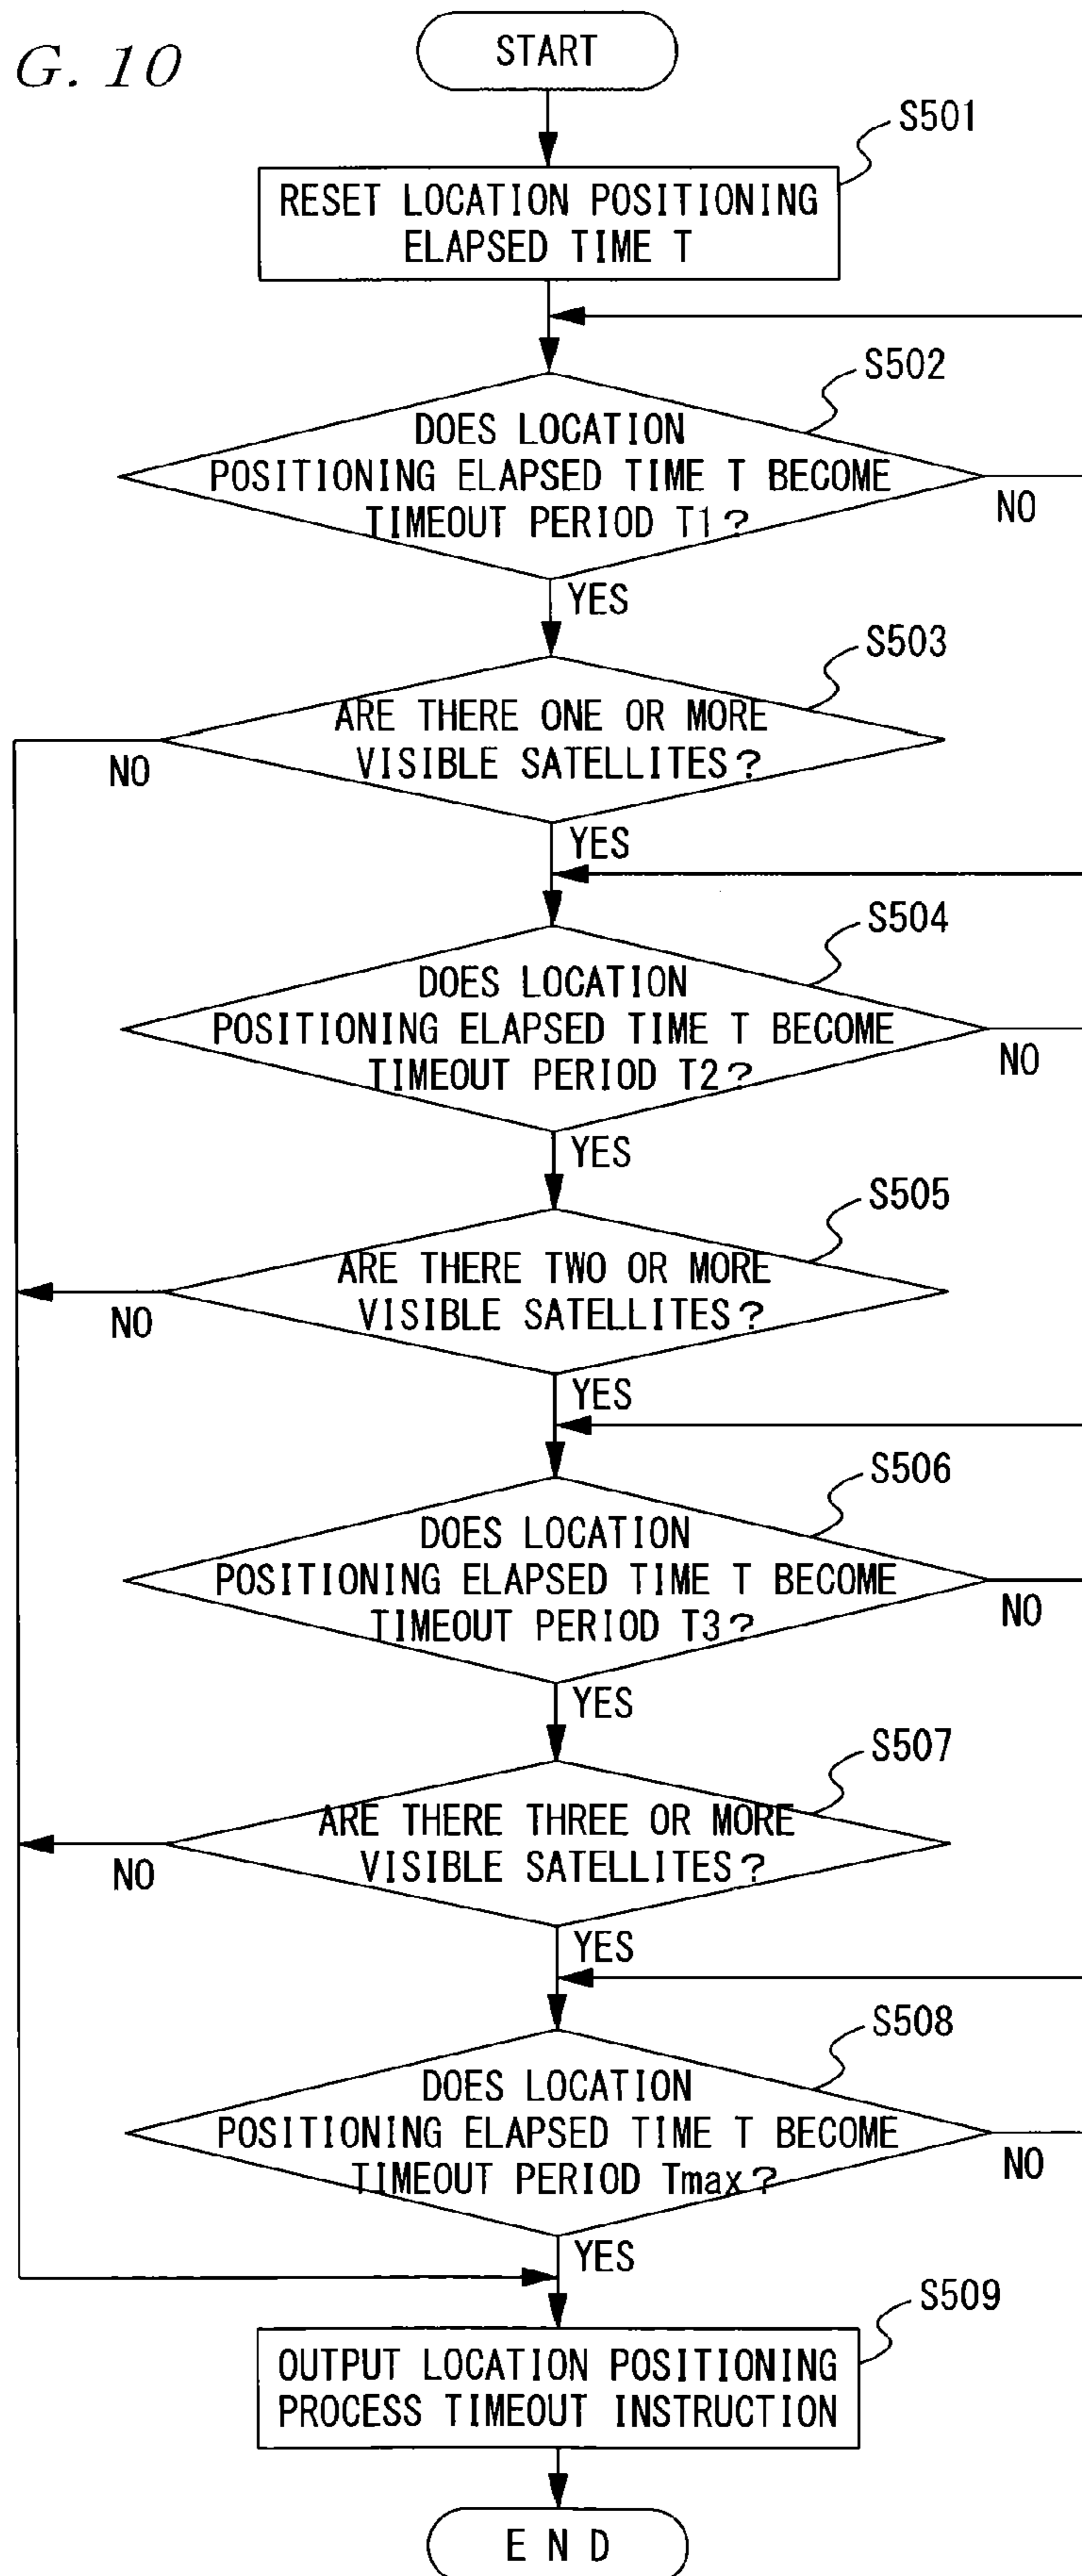 G. 10
START
S501
RESET LOCATION POSITIONING
ELAPSED TIME T
S502
DOES LOCATION
POSITIONING ELAPSED TIME T BECOME
TIMEOUT PERIOD T1?
NO
YES
S503
ARE THERE ONE OR MORE
VISIBLE SATELLITES?
NO
YES
S504
DOES LOCATION
POSITIONING ELAPSED TIME T BECOME
TIMEOUT PERIOD T2?
NO
YES
S505
ARE THERE TWO OR MORE
VISIBLE SATELLITES?
NO
YES
S506
DOES LOCATION
POSITIONING ELAPSED TIME T BECOME
TIMEOUT PERIOD T3?
NO
YES
S507
ARE THERE THREE OR MORE
VISIBLE SATELLITES?
NO
YES
S508
DOES LOCATION
POSITIONING ELAPSED TIME T BECOME
TIMEOUT PERIOD Tmax?
NO
YES
S509
OUTPUT LOCATION POSITIONING
PROCESS TIMEOUT INSTRUCTION
END